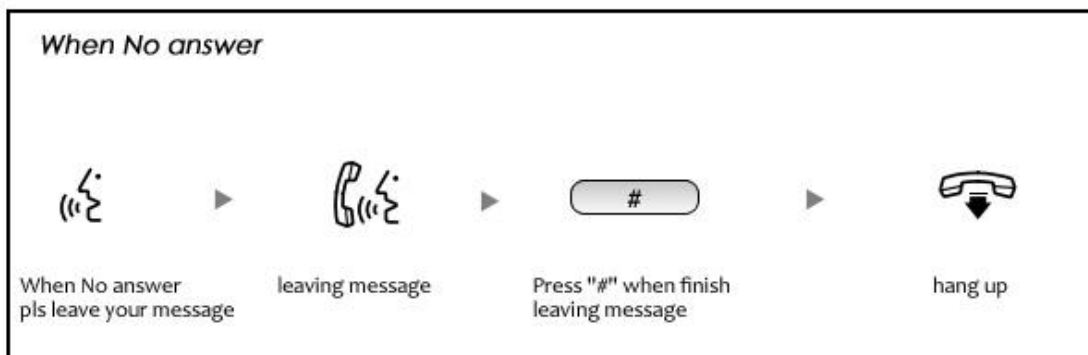 When No answer
#
When No answer
pls leave your message
leaving message
Press "#" when finish
leaving message
hang up